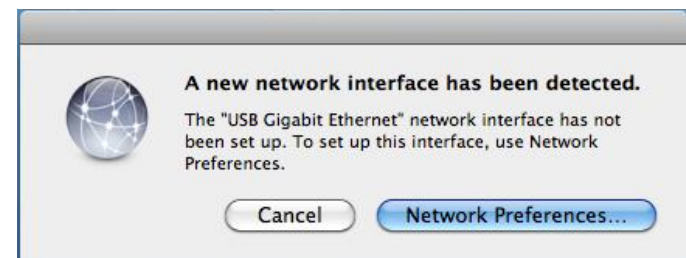 A new network interface has been detected.
The "USB Gigabit Ethernet" network interface has not
been set up. To set up this interface, use Network
Preferences.
Cancel
Network Preferences...